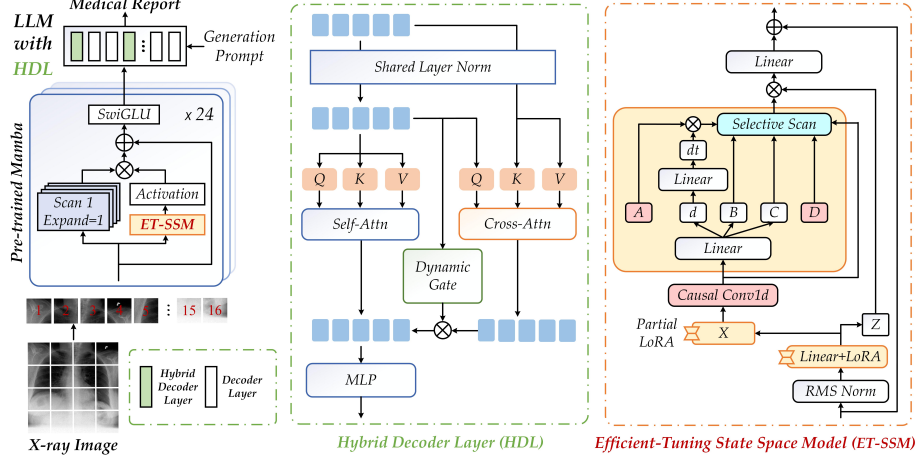 Medical Report
LLM
with
HDL
Generation
Prompt
Pre-trained Mamba
SwiGLU
x 24
Scan 1
Expand=1
Activation
ET-SSM
1 2 3 4 5 15 16
X-ray Image
Hybrid
Decoder
Layer
Decoder
Layer
Shared Layer Norm
Q K V Q K V
Self-Attn
Cross-Attn
Dynamic
Gate
MLP
Hybrid Decoder Layer (HDL)
Linear
Selective Scan
dt
Linear
A d B C D
Linear
Causal Conv1d
Partial
LoRA
X
Z
Linear+LoRA
RMS Norm
Efficient-Tuning State Space Model (ET-SSM)